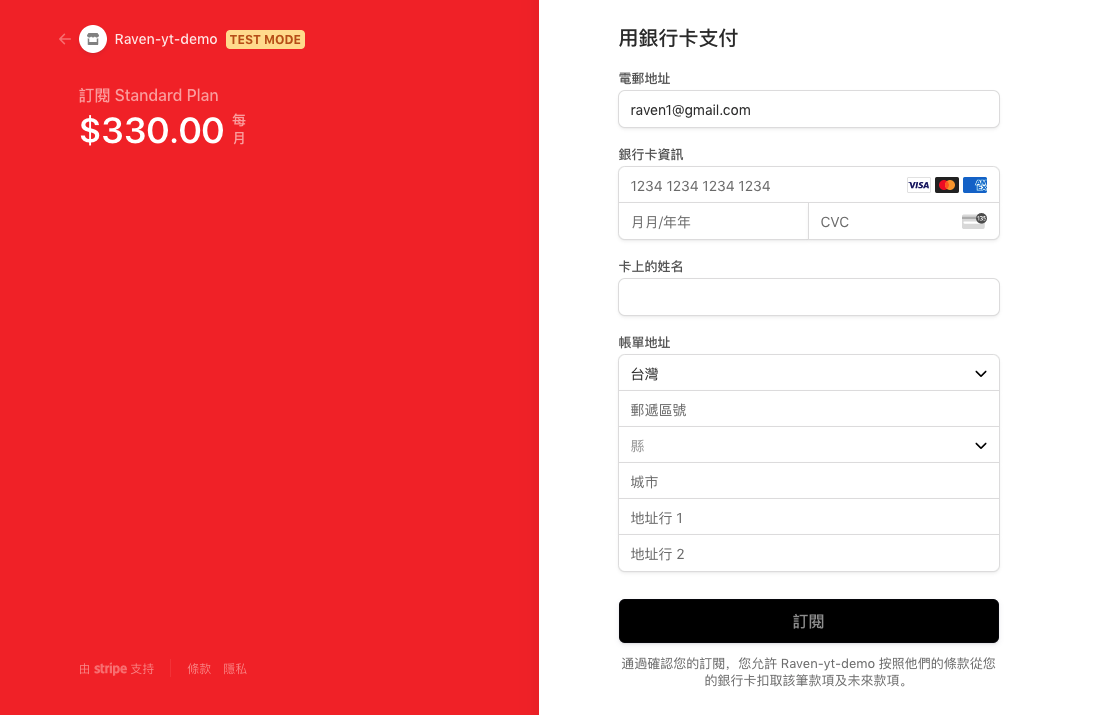 Raven-yt-demo TEST MODE
訂閱 Standard Plan
$330.00 每月
由 stripe 支持 條款 隱私
用銀行卡支付
電郵地址
raven1@gmail.com
銀行卡資訊
1234 1234 1234 1234 VISA
月月/年年 CVC 135
卡上的姓名
帳單地址
台灣
郵遞區號
縣
城市
地址行 1
地址行 2
訂閱
通過確認您的訂閱，您允許 Raven-yt-demo 按照他們的條款從您
的銀行卡扣取該筆款項及未來款項。